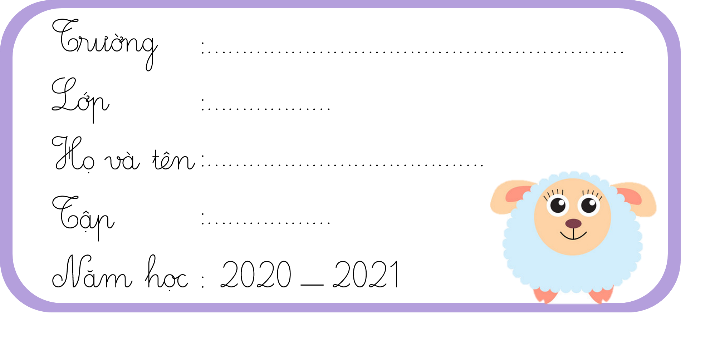 Trường :......................................................
Lớp :................
Họ và tên :....................................
Tập :................
Năm học : 2020 _ 2021